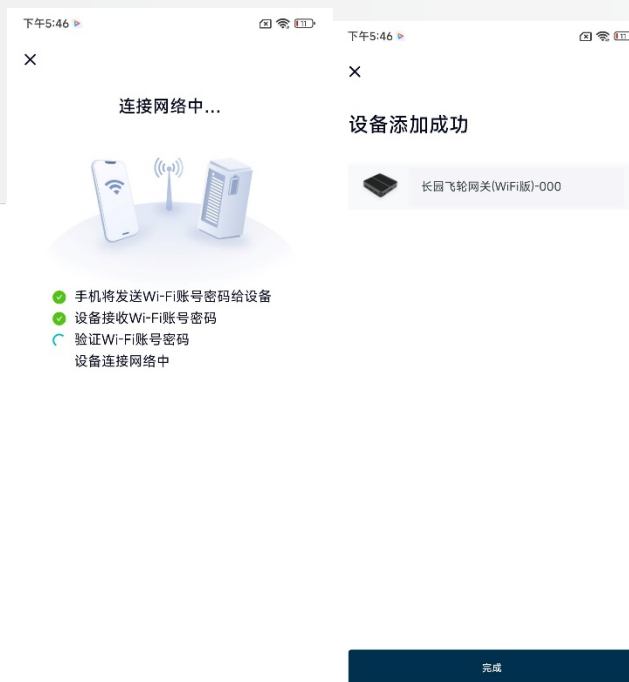 下午5:46
11
连接网络中...
手机将发送Wi-Fi账号密码给设备
设备接收Wi-Fi账号密码
验证Wi-Fi账号密码
设备连接网络中
下午5:46
11
设备添加成功
长园飞轮网关(WiFi版)-000
完成